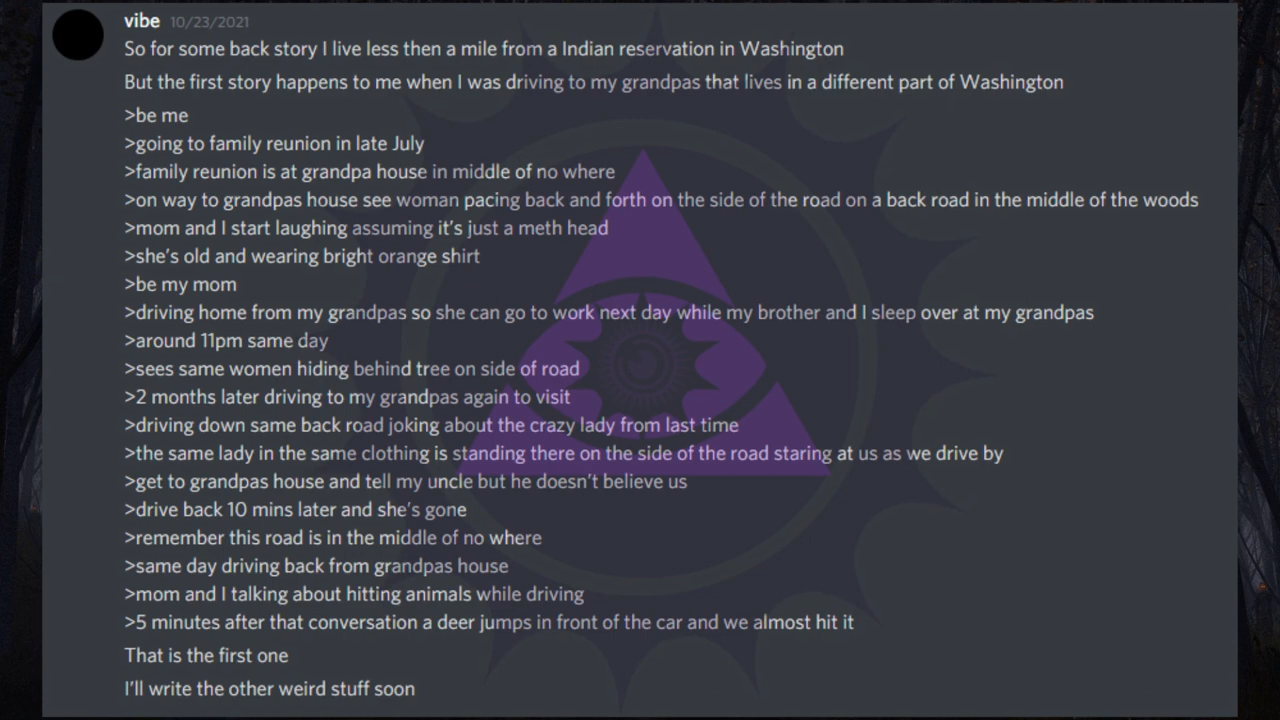 vibe 10/23/2021
So for some back story I live less then a mile from a Indian reservation in Washington
But the first story happens to me when I was driving to my grandpas that lives in a different part of Washington
>be me
>going to family reunion in late July
>family reunion is at grandpa house in middle of no where
>on way to grandpas house see woman pacing back and forth on the side of the road on a back road in the middle of the woods
>mom and I start laughing assuming it’s just a meth head
>she’s old and wearing bright orange shirt
>be my mom
>driving home from my grandpas so she can go to work next day while my brother and I sleep over at my grandpas
>around 11pm same day
>sees same women hiding behind tree on side of road
>2 months later driving to my grandpas again to visit
>driving down same back road joking about the crazy lady from last time
>the same lady in the same clothing is standing there on the side of the road staring at us as we drive by
>get to grandpas house and tell my uncle but he doesn’t believe us
>drive back 10 mins later and she’s gone
>remember this road is in the middle of no where
>same day driving back from grandpas house
>mom and I talking about hitting animals while driving
>5 minutes after that conversation a deer jumps in front of the car and we almost hit it
That is the first one
I’ll write the other weird stuff soon